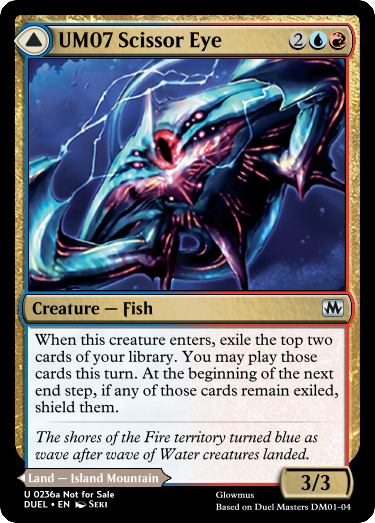 UM07 Scissor Eye 2
Creature — Fish
When this creature enters, exile the top two
cards of your library. You may play those
cards this turn. At the beginning of the next
end step, if any of those cards remain exiled,
shield them.
The shores of the Fire territory turned blue as
wave after wave of Water creatures landed.
Land — Island Mountain
3/3
U 0236a Not for Sale
DUEL • EN Seki
Glowmus
Based on Duel Masters DM01-04